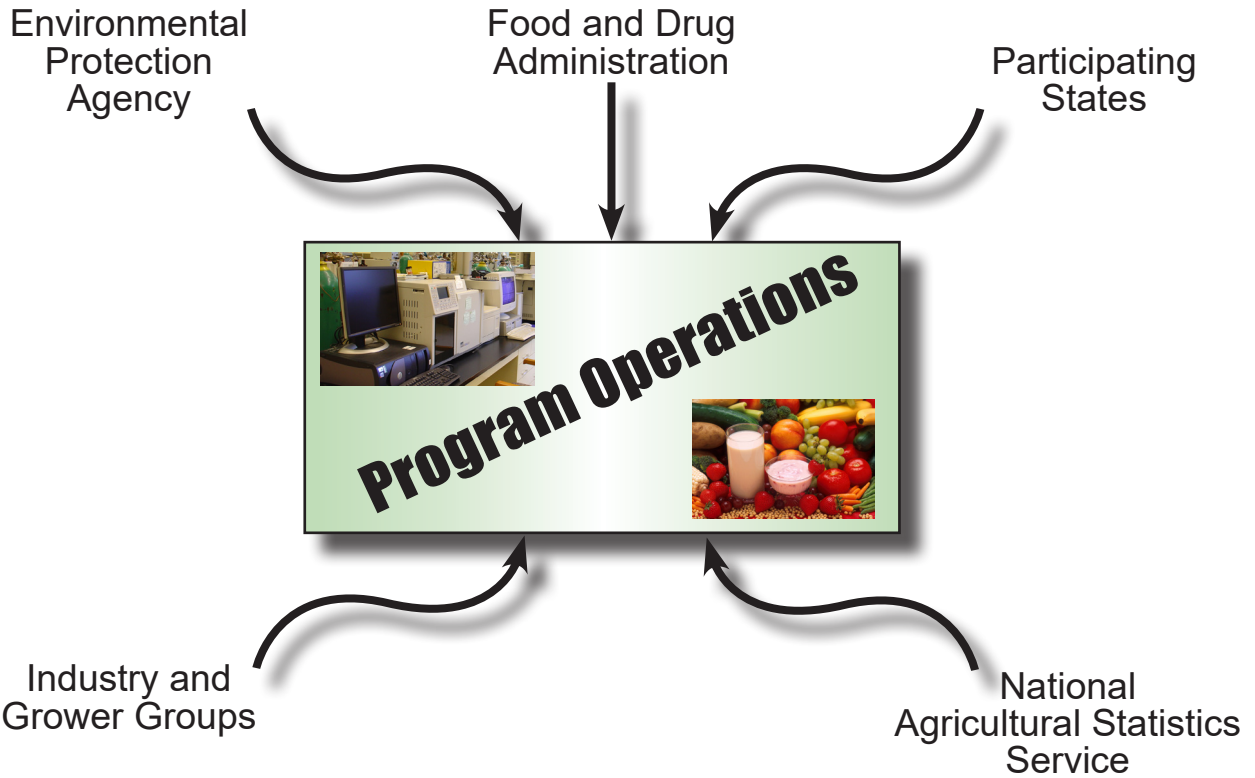 Environmental
Protection
Agency
Food and Drug
Administration
Participating
States
Program Operations
Industry and
Grower Groups
National
Agricultural Statistics
Service